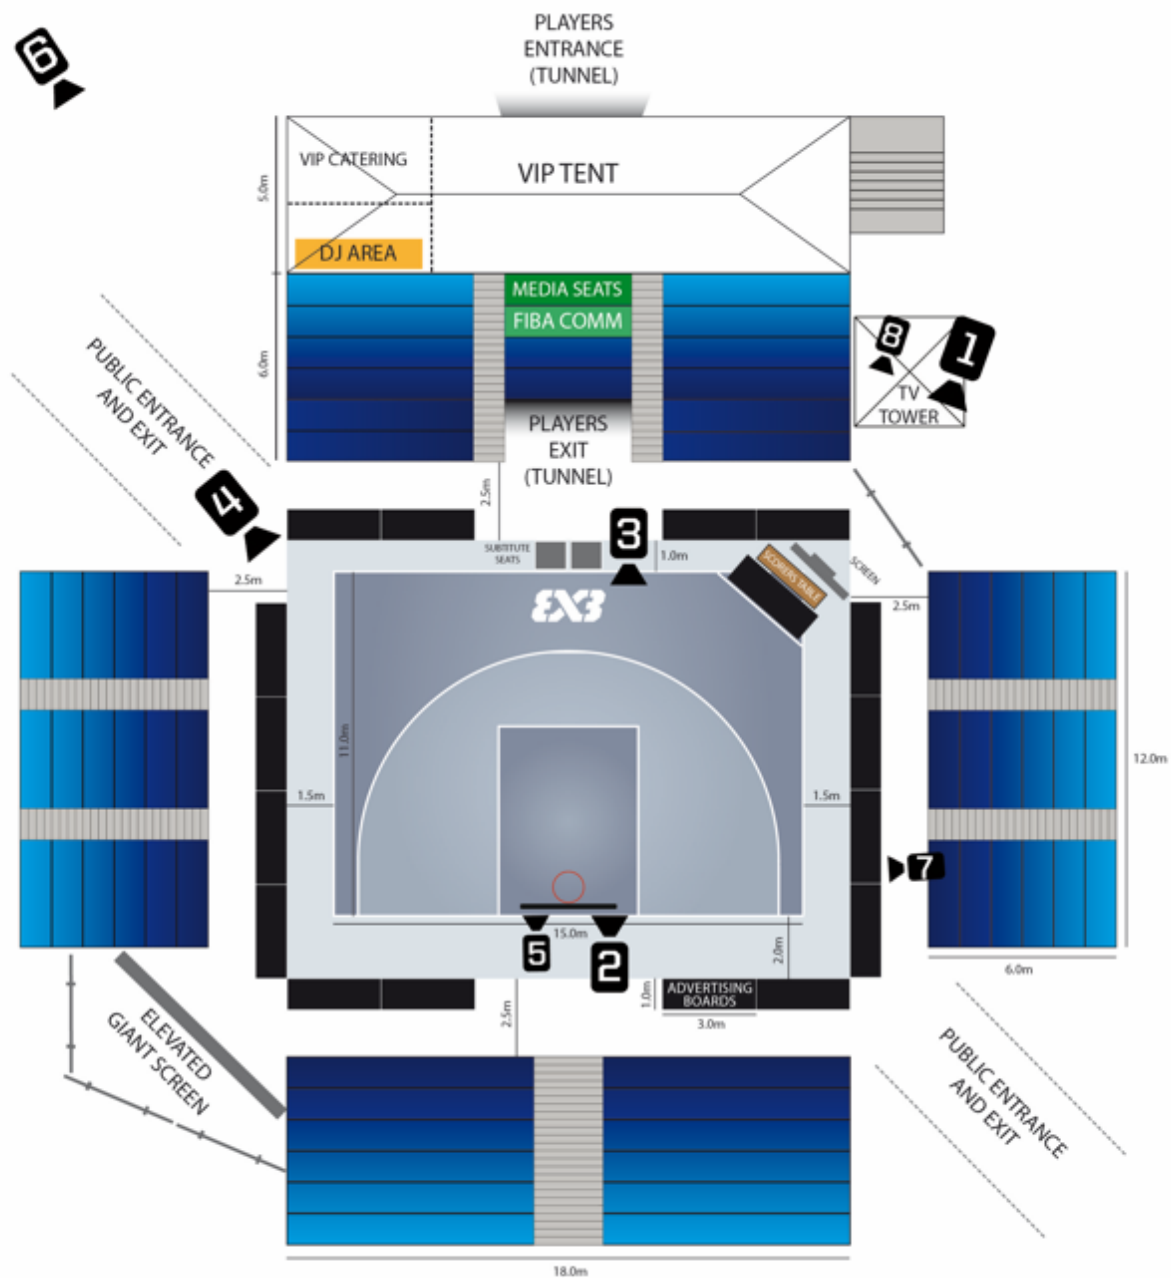 PLAYERS
ENTRANCE
(TUNNEL)
6
VIP CATERING
VIP TENT
5.0m
DJ AREA
MEDIA SEATS
FIBA COMM
6.0m
8
1
TV
TOWER
PUBLIC ENTRANCE
AND EXIT
PLAYERS
EXIT
(TUNNEL)
4
2.5m
3
SUBTITUTE
SEATS
1.0m
SCORERS TABLE
SCREEN
2.5m
2.5m
3X3
11.0m
12.0m
1.5m
1.5m
7
5
15.0m
2
2.0m
6.0m
1.0m
ADVERTISING
BOARDS
3.0m
2.5m
ELEVATED
GIANT SCREEN
PUBLIC ENTRANCE
AND EXIT
18.0m